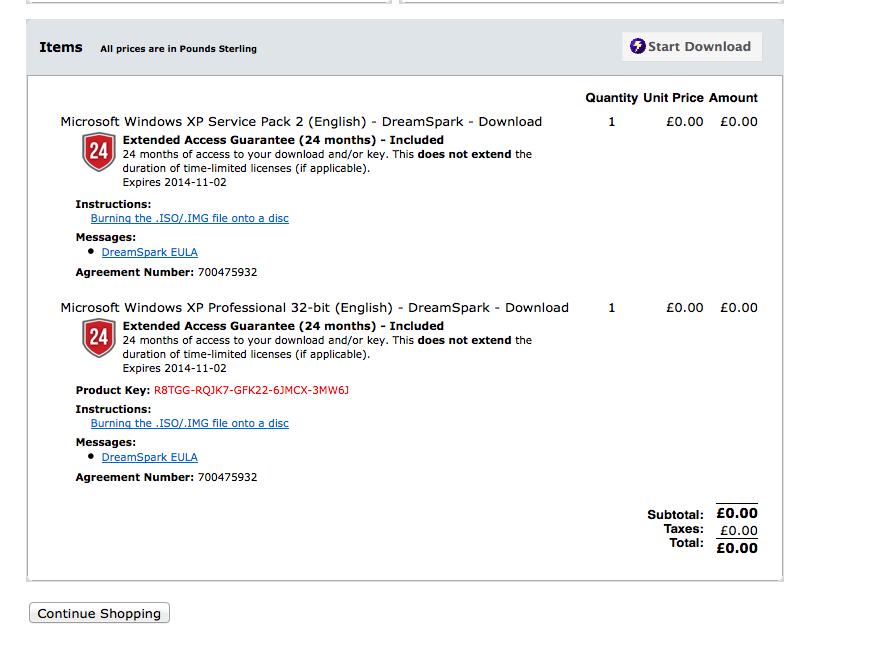 Items All prices are in Pounds Sterling
Start Download
Quantity Unit Price Amount
Microsoft Windows XP Service Pack 2 (English) - DreamSpark - Download 1 £0.00 £0.00
24
Extended Access Guarantee (24 months) - Included
24 months of access to your download and/or key. This does not extend the
duration of time-limited licenses (if applicable).
Expires 2014-11-02
Instructions:
Burning the .ISO/.IMG file onto a disc
Messages:
DreamSpark EULA
Agreement Number: 700475932
Microsoft Windows XP Professional 32-bit (English) - DreamSpark - Download 1 £0.00 £0.00
24
Extended Access Guarantee (24 months) - Included
24 months of access to your download and/or key. This does not extend the
duration of time-limited licenses (if applicable).
Expires 2014-11-02
Product Key: R8TGG-RQJK7-GFK22-6JMCX-3MW6J
Instructions:
Burning the .ISO/.IMG file onto a disc
Messages:
DreamSpark EULA
Agreement Number: 700475932
Subtotal: £0.00
Taxes: £0.00
Total: £0.00
Continue Shopping